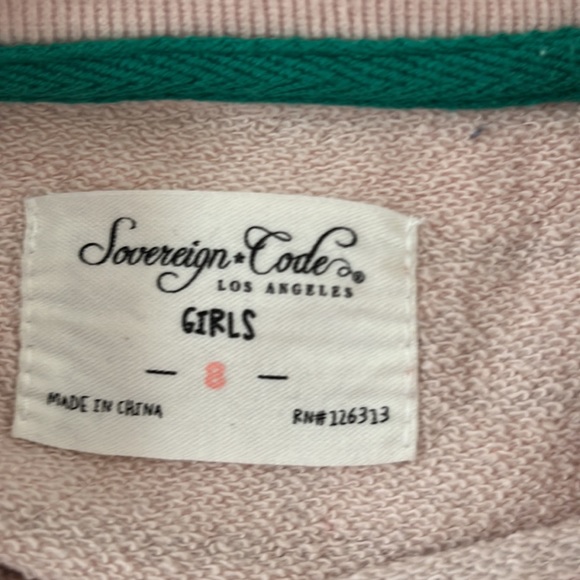 Sovereign★Code®
LOS ANGELES
GIRLS
— 8 —
MADE IN CHINA
RN#126313